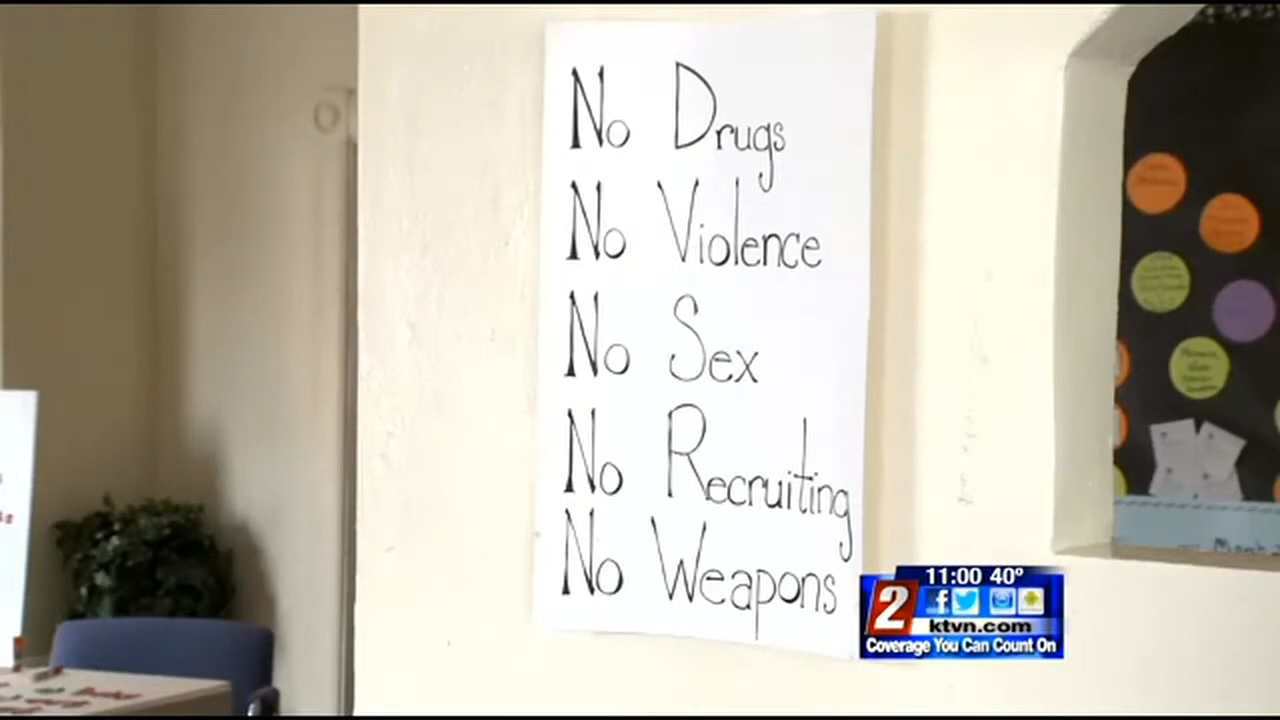 No Drugs
No Violence
No Sex
No Recruiting
No Weapons
2
11:00 40°
ktvn.com
Coverage You Can Count On